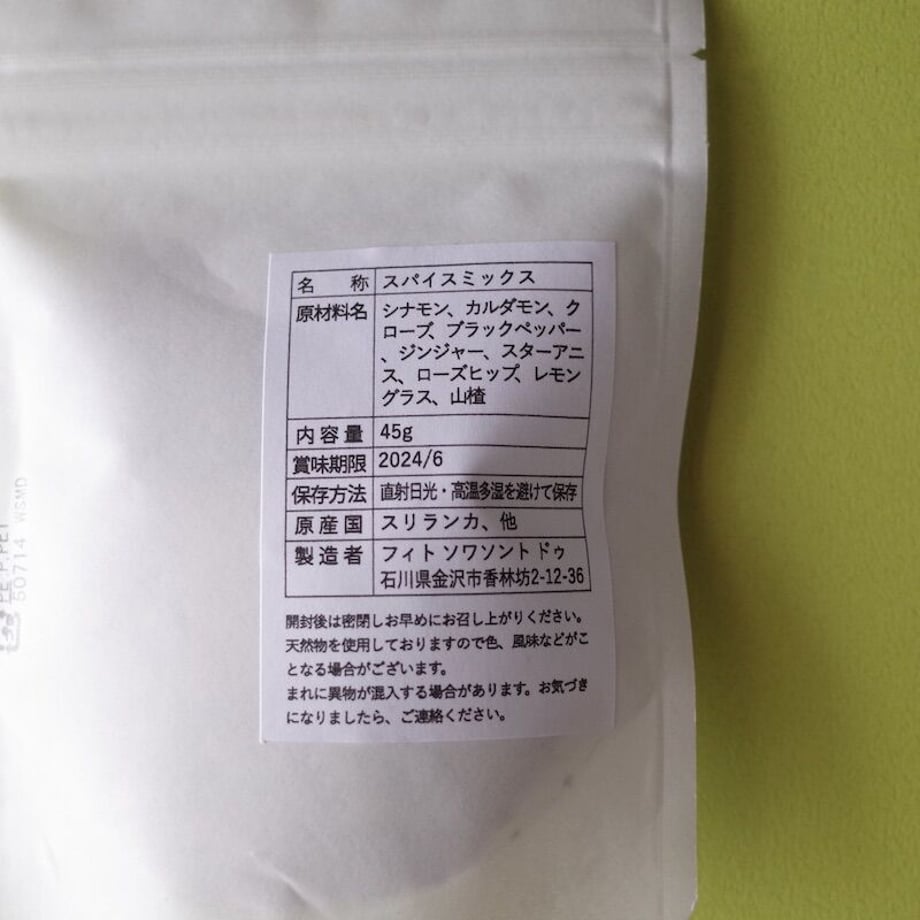 名 称 スパイスミックス
原材料名 シナモン、カルダモン、ク
ローブ、ブラックペッパー
、ジンジャー、スターアニ
ス、ローズヒップ、レモン
グラス、山楂
内容量 45g
賞味期限 2024/6
保存方法 直射日光・高温多湿を避けて保存
原産国 スリランカ、他
製造者 フィト ソワソント ドゥ
石川県金沢市香林坊2-12-36
開封後は密閉しお早めにお召し上がりください。
天然物を使用しておりますので色、風味などがこ
となる場合がございます。
まれに異物が混入する場合があります。お気づき
になりましたら、ご連絡ください。
50714 WSMD